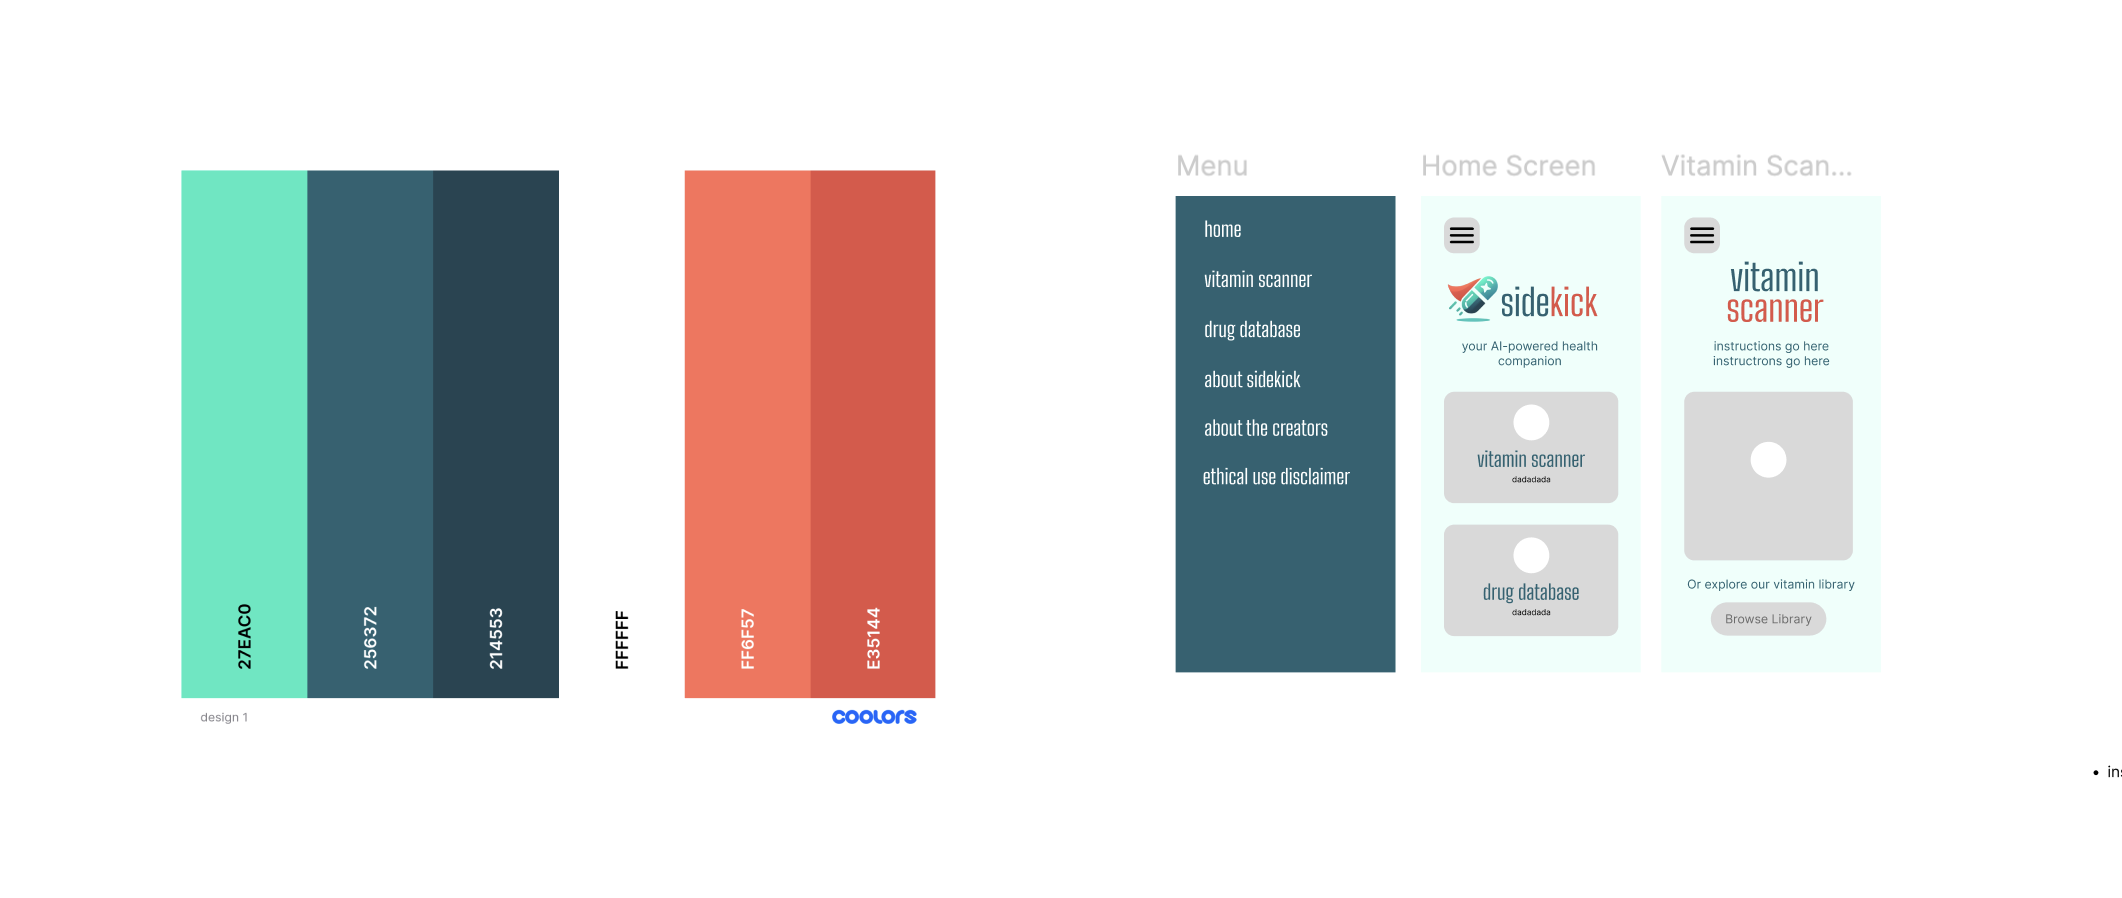 27EAC0
256372
214553
FFFFFF
FF6F57
E35144
design 1
coolors
Menu
home
vitamin scanner
drug database
about sidekick
about the creators
ethical use disclaimer
Home Screen
sidekick
your AI-powered health
companion
vitamin scanner
dadadada
drug database
dadadada
Vitamin Scan...
vitamin
scanner
instructions go here
instructrons go here
Or explore our vitamin library
Browse Library
• ins